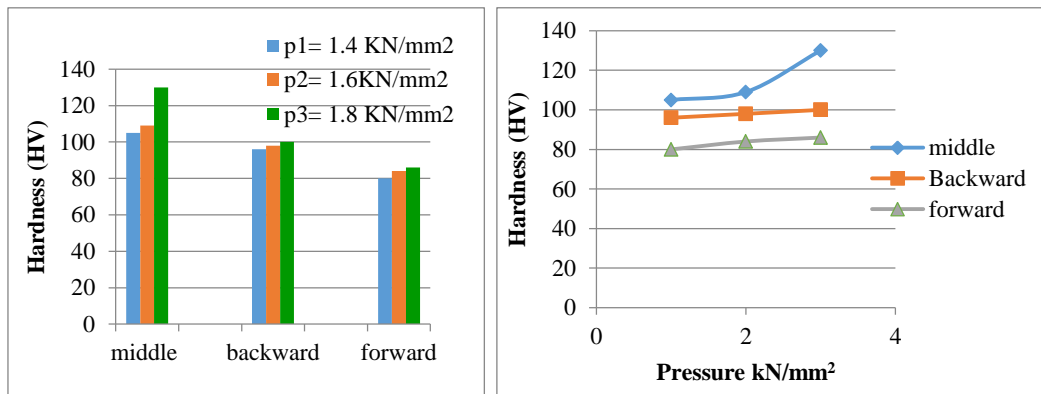 p1= 1.4 KN/mm2
p2= 1.6KN/mm2
p3= 1.8 KN/mm2
140
120
100
80
60
40
20
0
Hardness (HV)
middle backward forward
140
120
100
80
60
40
20
0
Hardness (HV)
0 2 4
Pressure kN/mm²
middle
Backward
forward